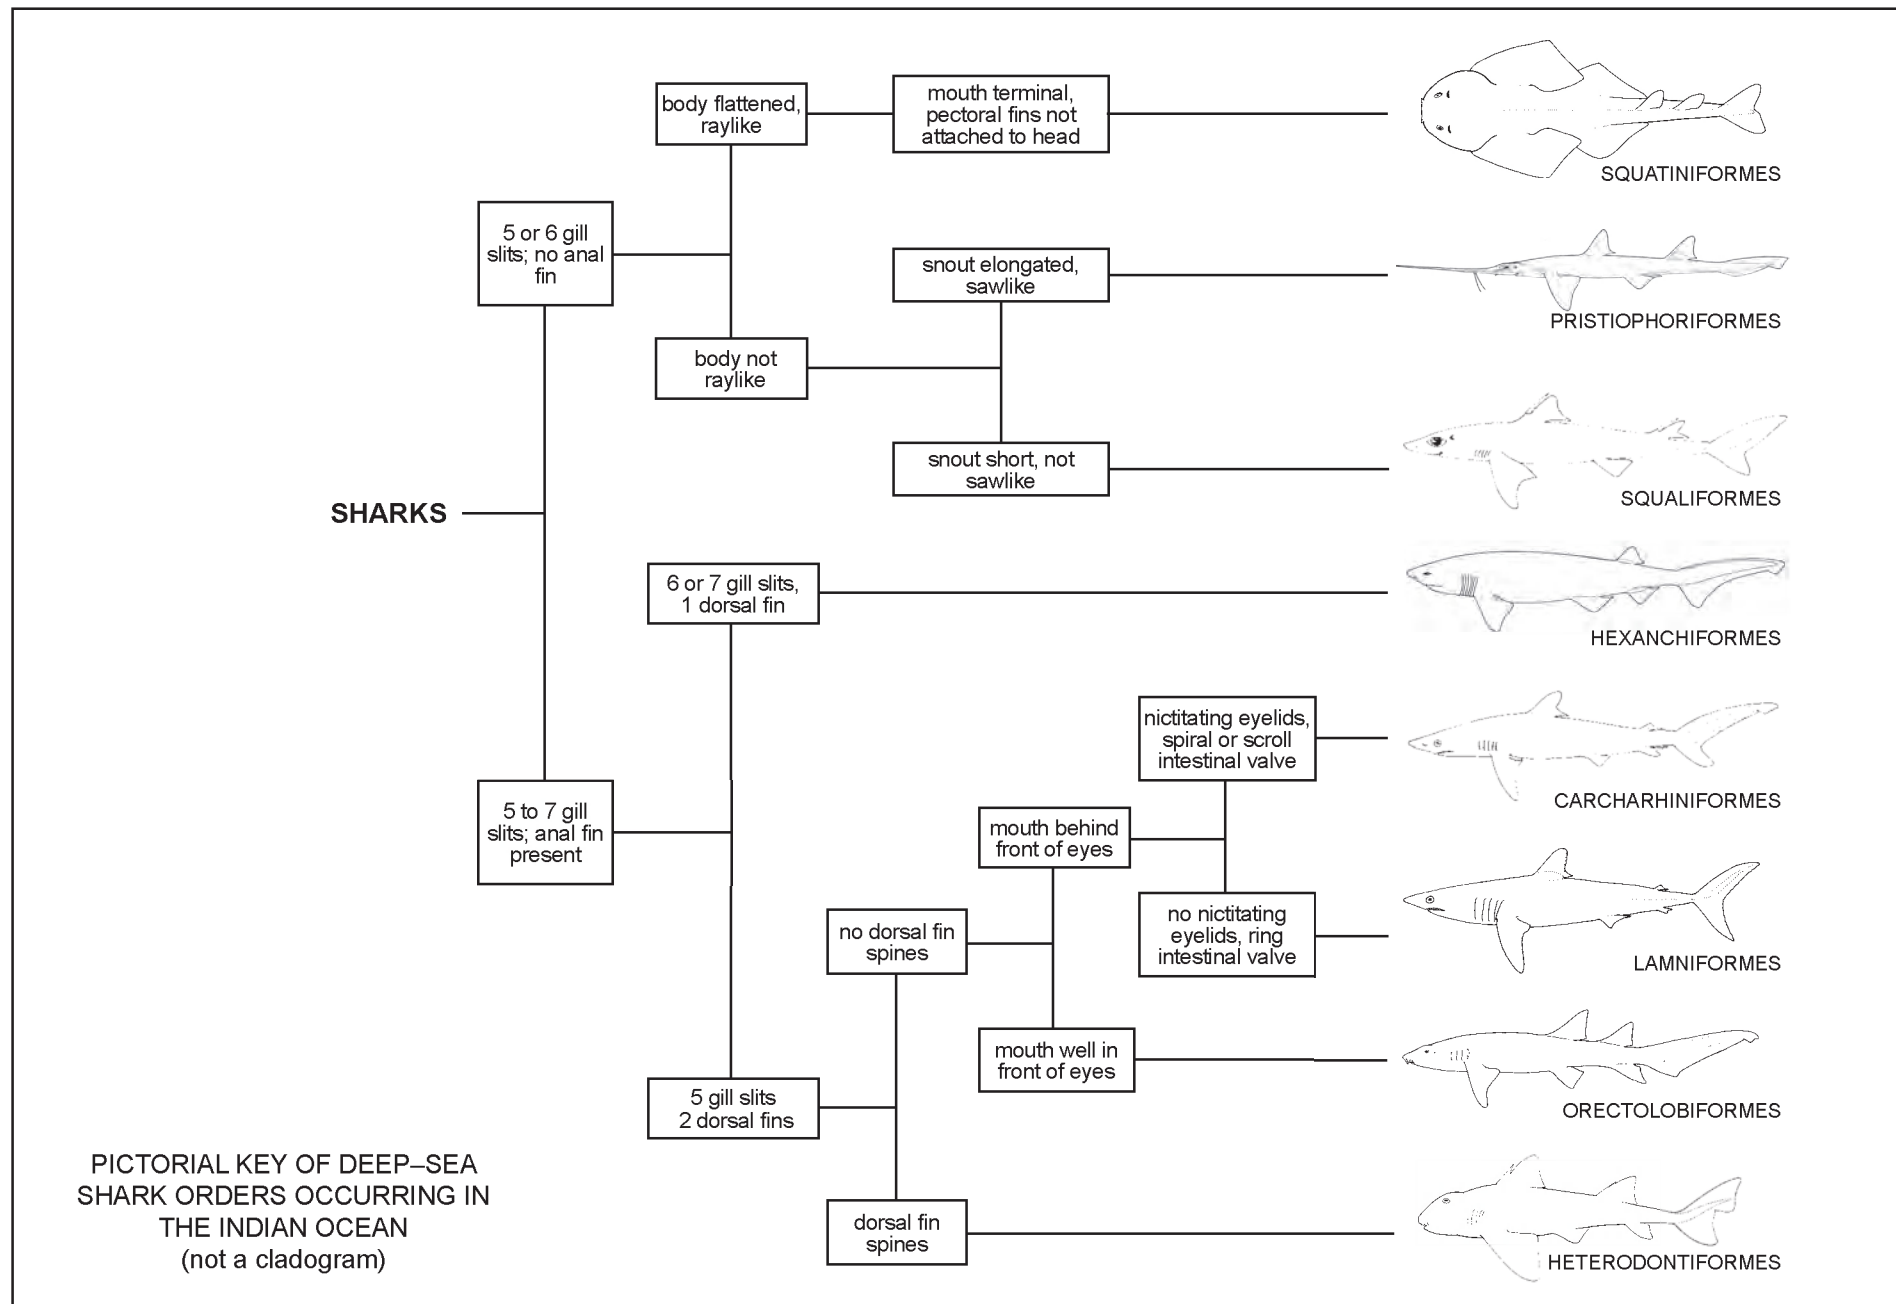 body flattened,
raylike
mouth terminal,
pectoral fins not
attached to head
SQUATINIFORMES
5 or 6 gill
slits; no anal
fin
snout elongated,
sawlike
PRISTIOPHORIFORMES
body not
raylike
snout short, not
sawlike
SQUALIFORMES
SHARKS
6 or 7 gill slits,
1 dorsal fin
HEXANCHIFORMES
nictitating eyelids,
spiral or scroll
intestinal valve
CARCHARHINIFORMES
5 to 7 gill
slits; anal fin
present
mouth behind
front of eyes
no nictitating
eyelids, ring
intestinal valve
LAMNIFORMES
no dorsal fin
spines
mouth well in
front of eyes
ORECTOLOBIFORMES
5 gill slits
2 dorsal fins
dorsal fin
spines
HETERODONTIFORMES
PICTORIAL KEY OF DEEP–SEA
SHARK ORDERS OCCURRING IN
THE INDIAN OCEAN
(not a cladogram)